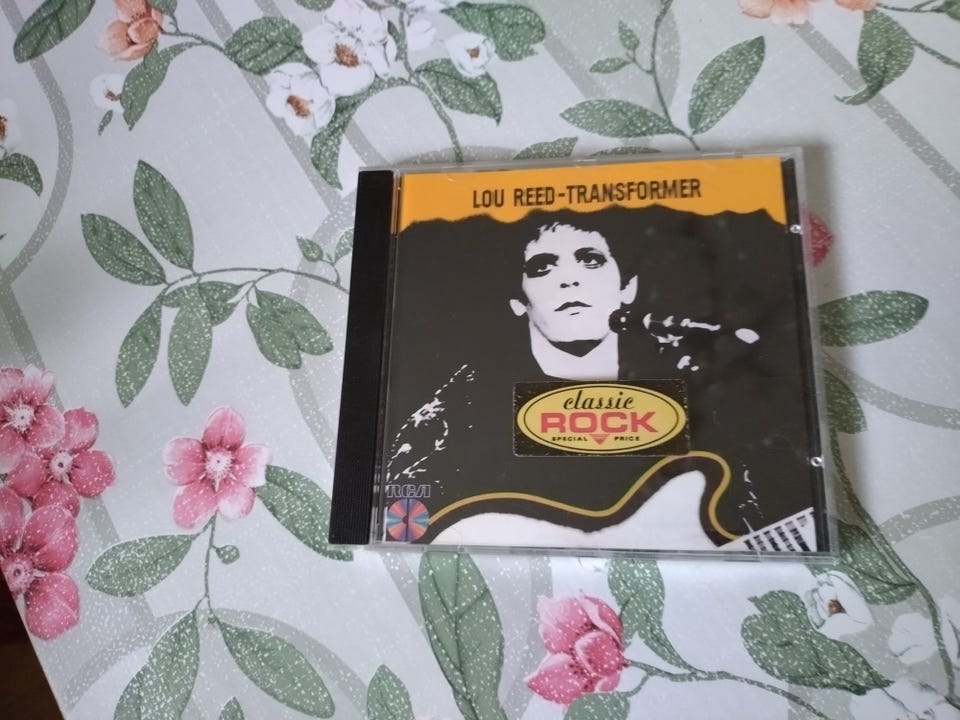 LOU REED-TRANSFORMER
classic
ROCK
SPECIAL PRICE
RCA